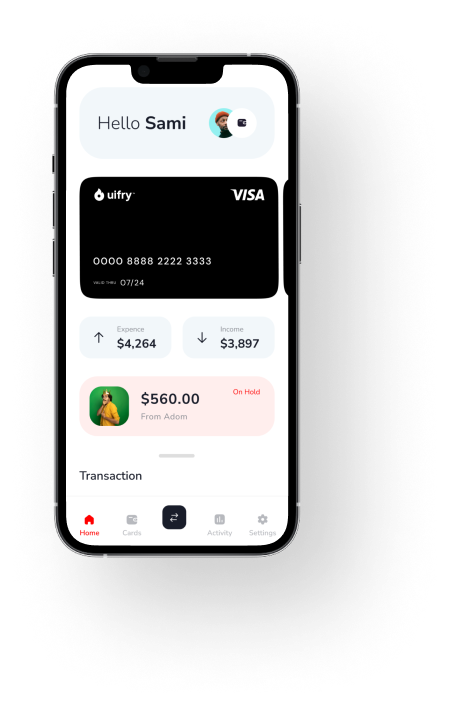 Hello Sami
uifry™
VISA
0000 8888 2222 3333
VALID THRU 07/24
Expence
$4,264
Income
$3,897
$560.00
On Hold
From Adom
Transaction
Home
Cards
Activity
Settings